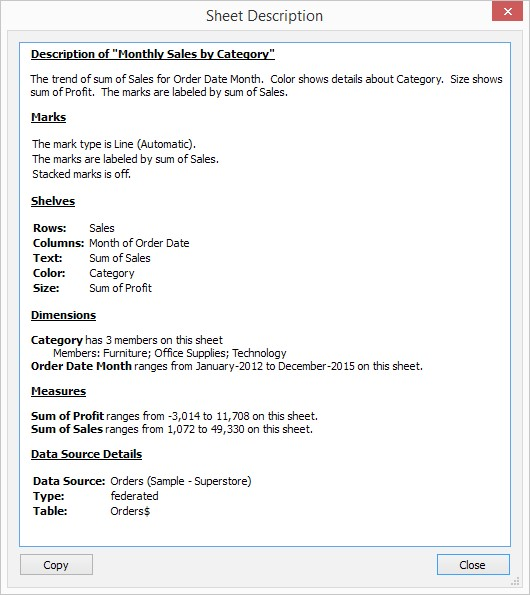 Sheet Description
Description of "Monthly Sales by Category"
The trend of sum of Sales for Order Date Month.  Color shows details about Category.  Size shows
sum of Profit.  The marks are labeled by sum of Sales.
Marks
The mark type is Line (Automatic).
The marks are labeled by sum of Sales.
Stacked marks is off.
Shelves
Rows: Sales
Columns: Month of Order Date
Text: Sum of Sales
Color: Category
Size: Sum of Profit
Dimensions
Category has 3 members on this sheet
Members: Furniture; Office Supplies; Technology
Order Date Month ranges from January-2012 to December-2015 on this sheet.
Measures
Sum of Profit ranges from -3,014 to 11,708 on this sheet.
Sum of Sales ranges from 1,072 to 49,330 on this sheet.
Data Source Details
Data Source: Orders (Sample - Superstore)
Type: federated
Table: Orders$
Copy
Close